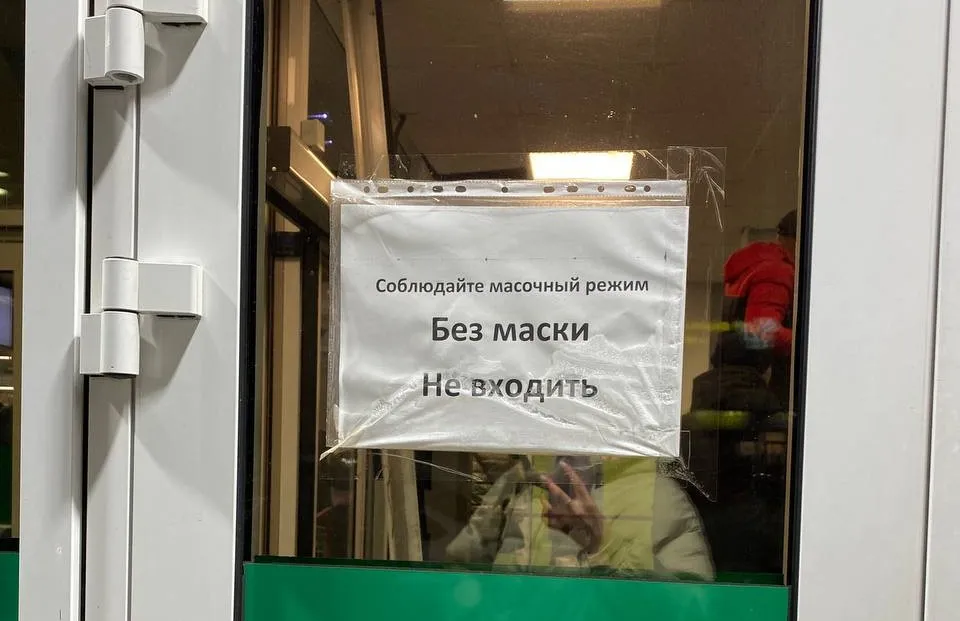 Соблюдайте масочный режим
Без маски
Не входить